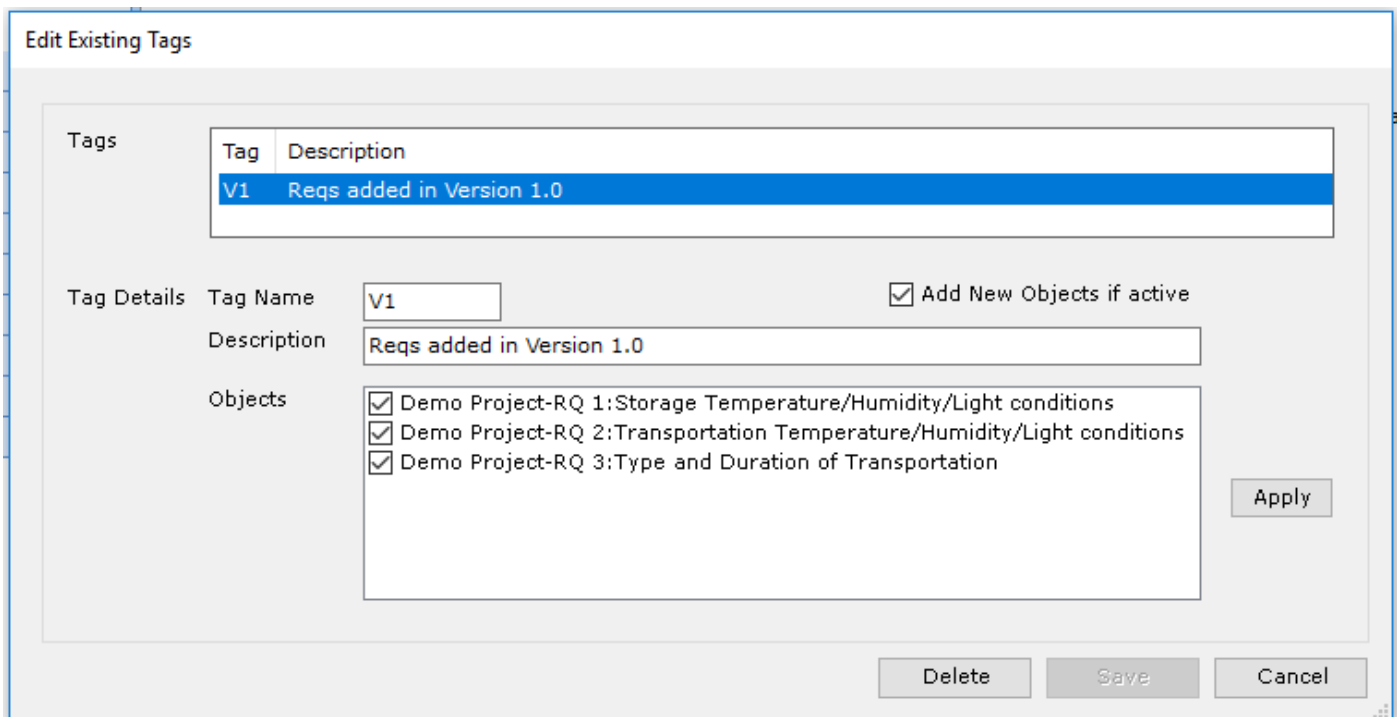 Edit Existing Tags
Tags
Tag Description
V1 Reqs added in Version 1.0
Tag Details Tag Name V1 Add New Objects if active
Description Reqs added in Version 1.0
Objects
Demo Project-RQ 1:Storage Temperature/Humidity/Light conditions
Demo Project-RQ 2:Transportation Temperature/Humidity/Light conditions
Demo Project-RQ 3:Type and Duration of Transportation
Apply
Delete Save Cancel